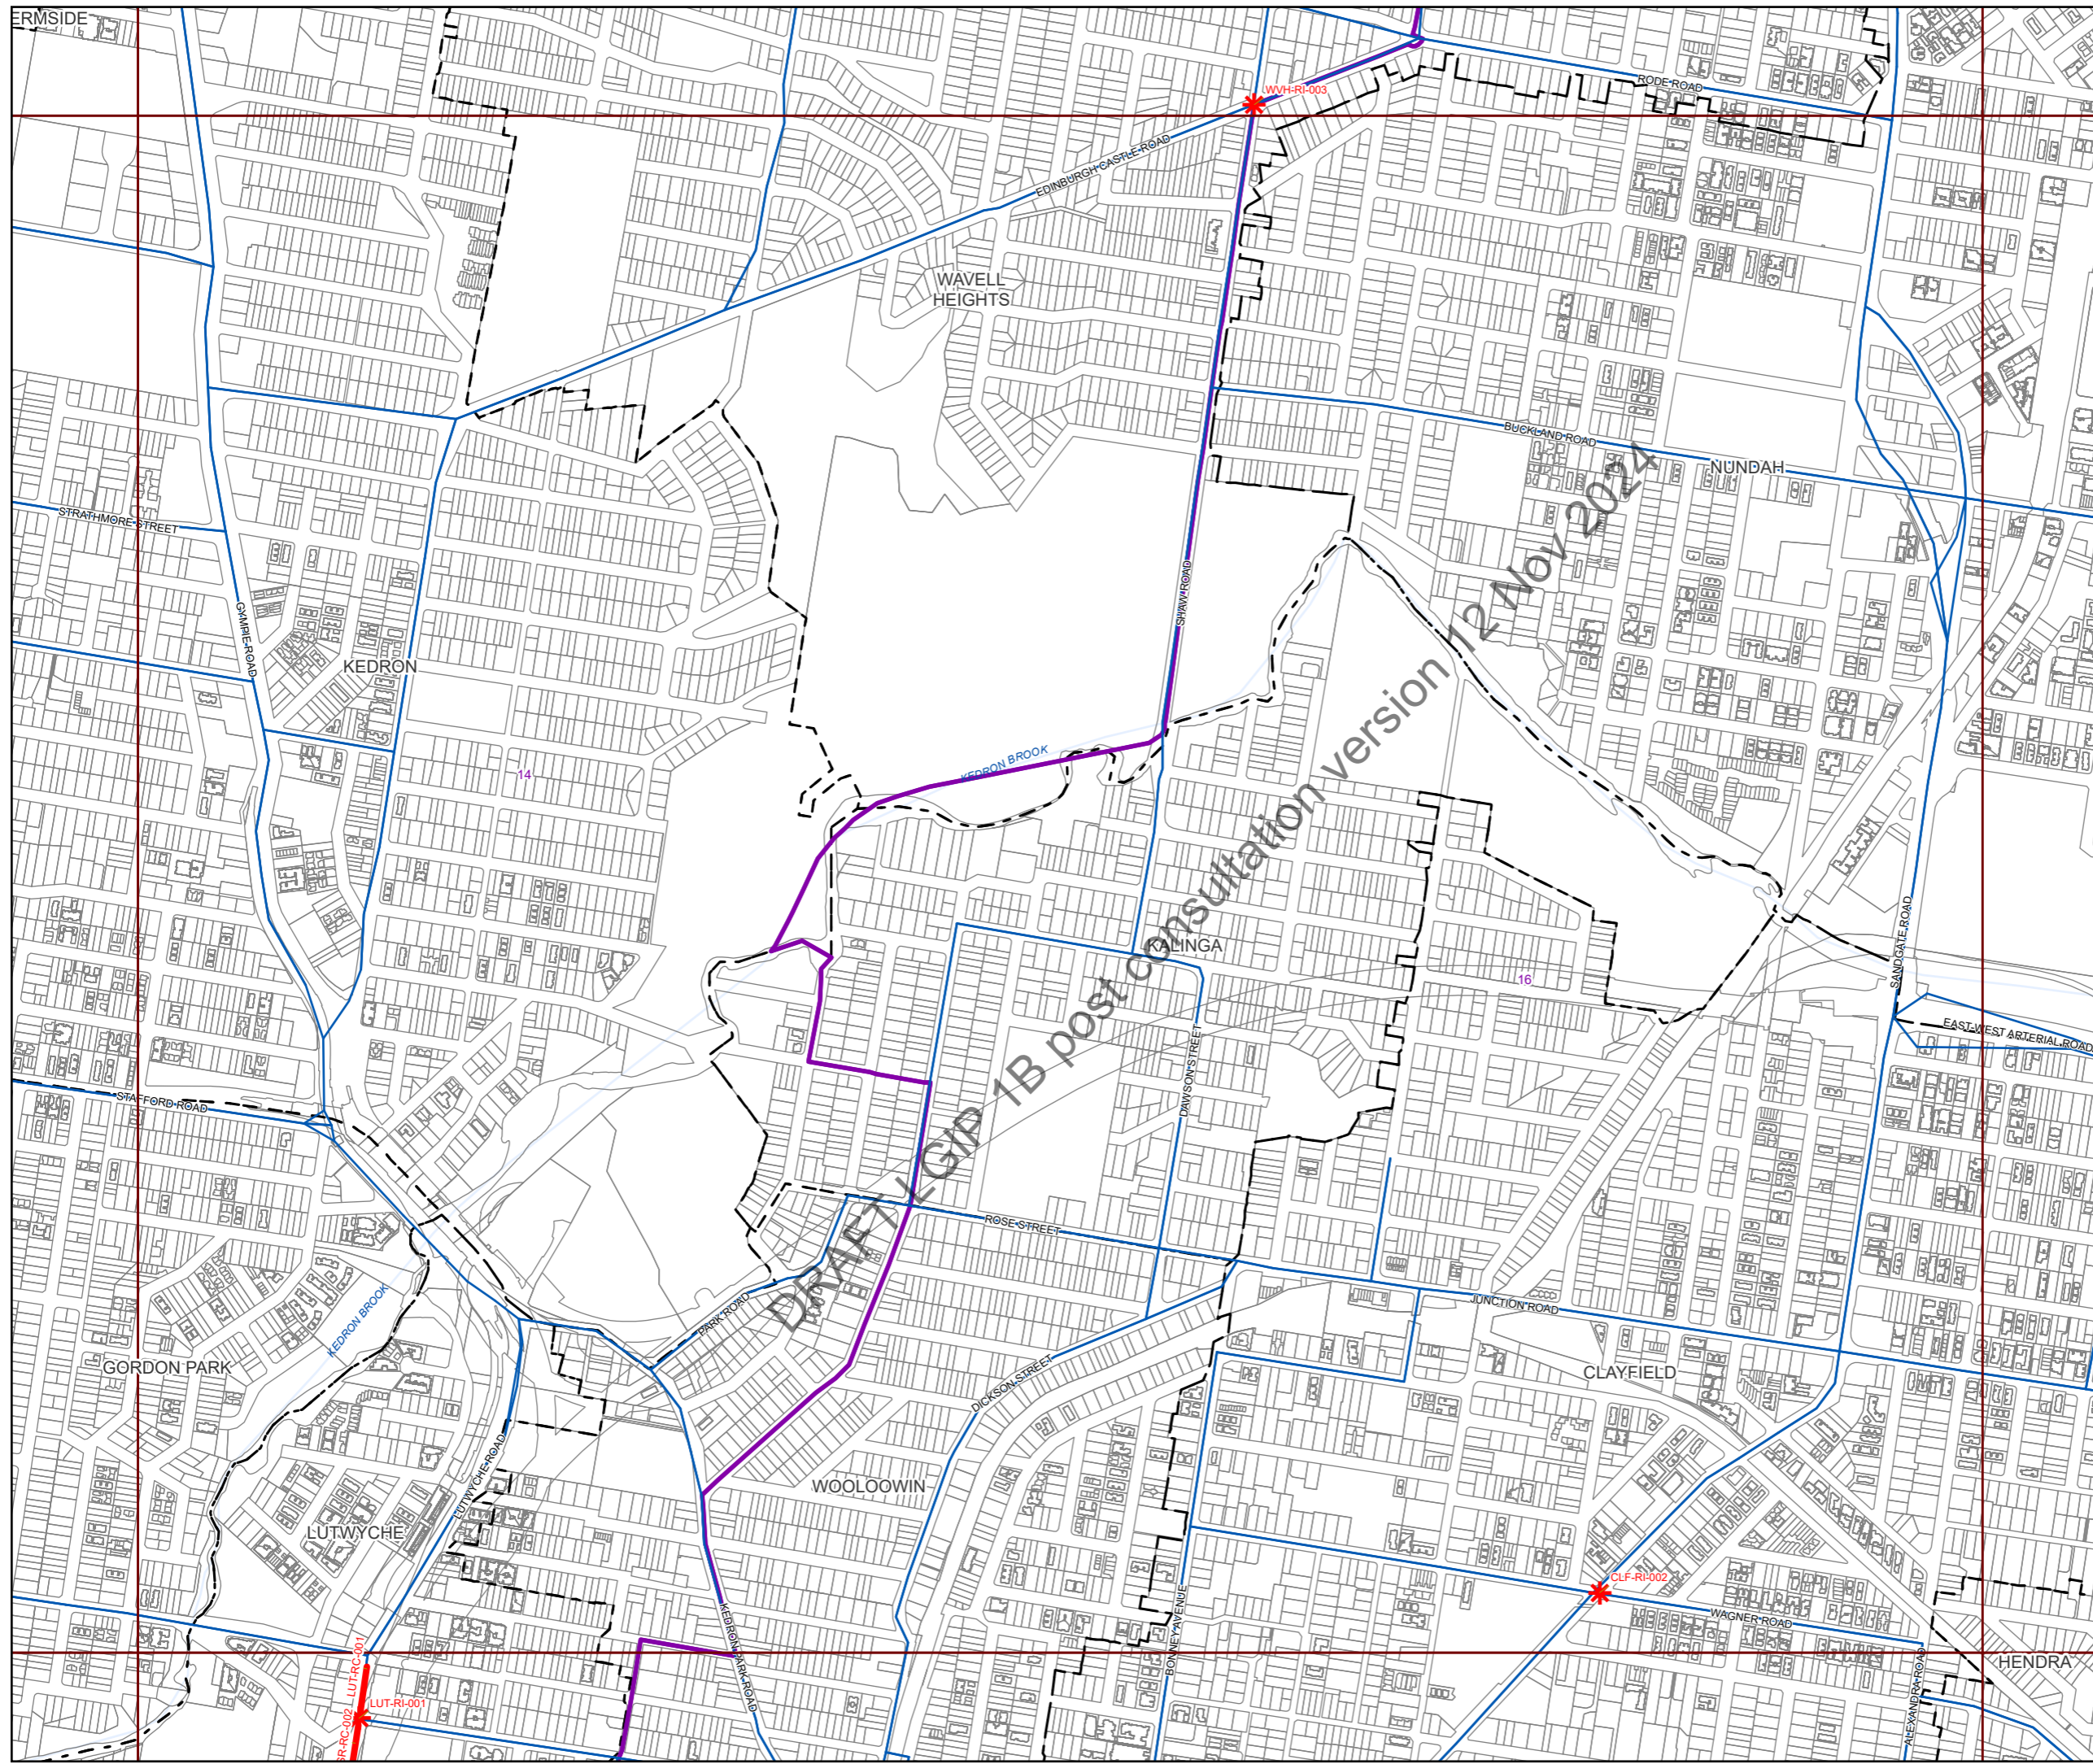 ERMSIDE
WVH-RI-003
RODE ROAD
EDINBURGH CASTLE ROAD
WAVELL
HEIGHTS
BUCKLAND ROAD
NUNDAH
STRATHMORE STREET
GYMPIE ROAD
SHAW ROAD
KEDRON
KEDRON BROOK
14
DRAFT LGIP 1B post consultation version 12 Nov 2024
KALINGA
16
SANDGATE ROAD
EAST-WEST ARTERIAL ROAD
DAWSON STREET
STAFFORD ROAD
ROSE STREET
PARK ROAD
KEDRON BROOK
JUNCTION ROAD
GORDON PARK
DICKSON STREET
CLAYFIELD
LUTWYCHE ROAD
WOOLOOWIN
LUTWYCHE
CLF-RI-002
WAGNER ROAD
BONNEY AVENUE
KEDRON PARK ROAD
HENDRA
ALEXANDRA ROAD
LUT-RC-001
LUT-RI-001
SR-RC-002